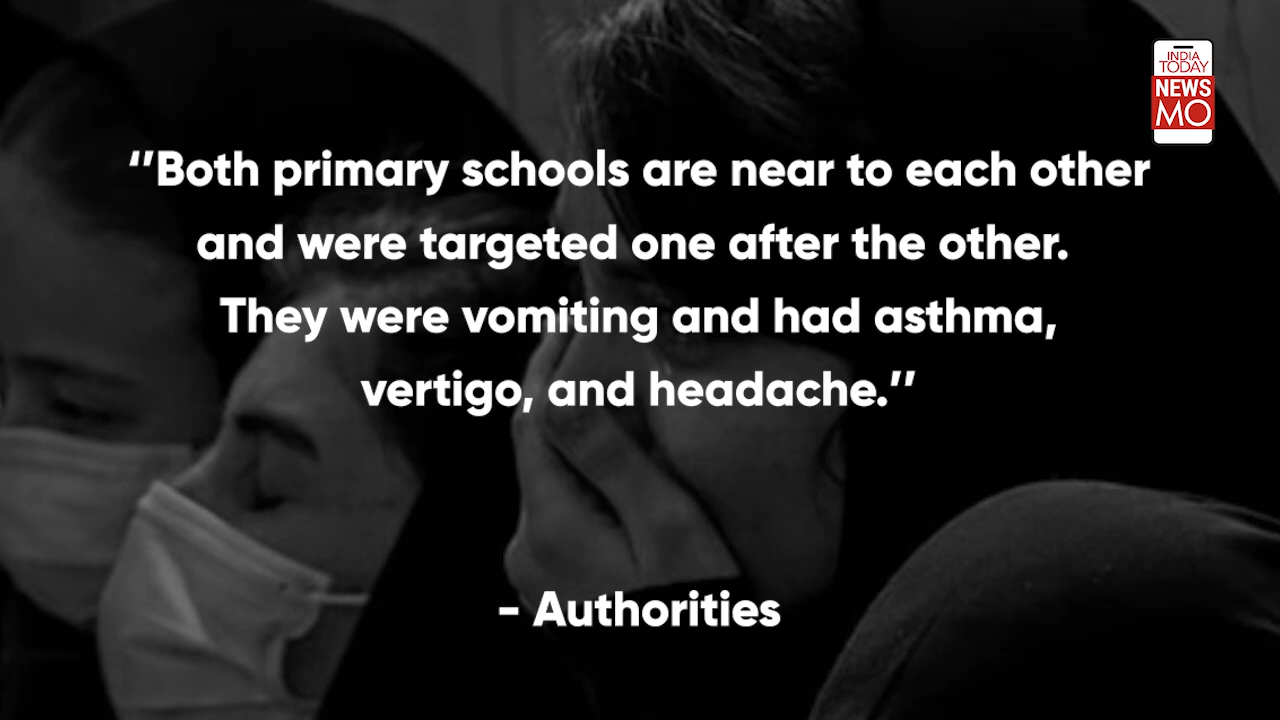 INDIA
TODAY
NEWS
MO
‘’Both primary schools are near to each other
and were targeted one after the other.
They were vomiting and had asthma,
vertigo, and headache.’’
- Authorities